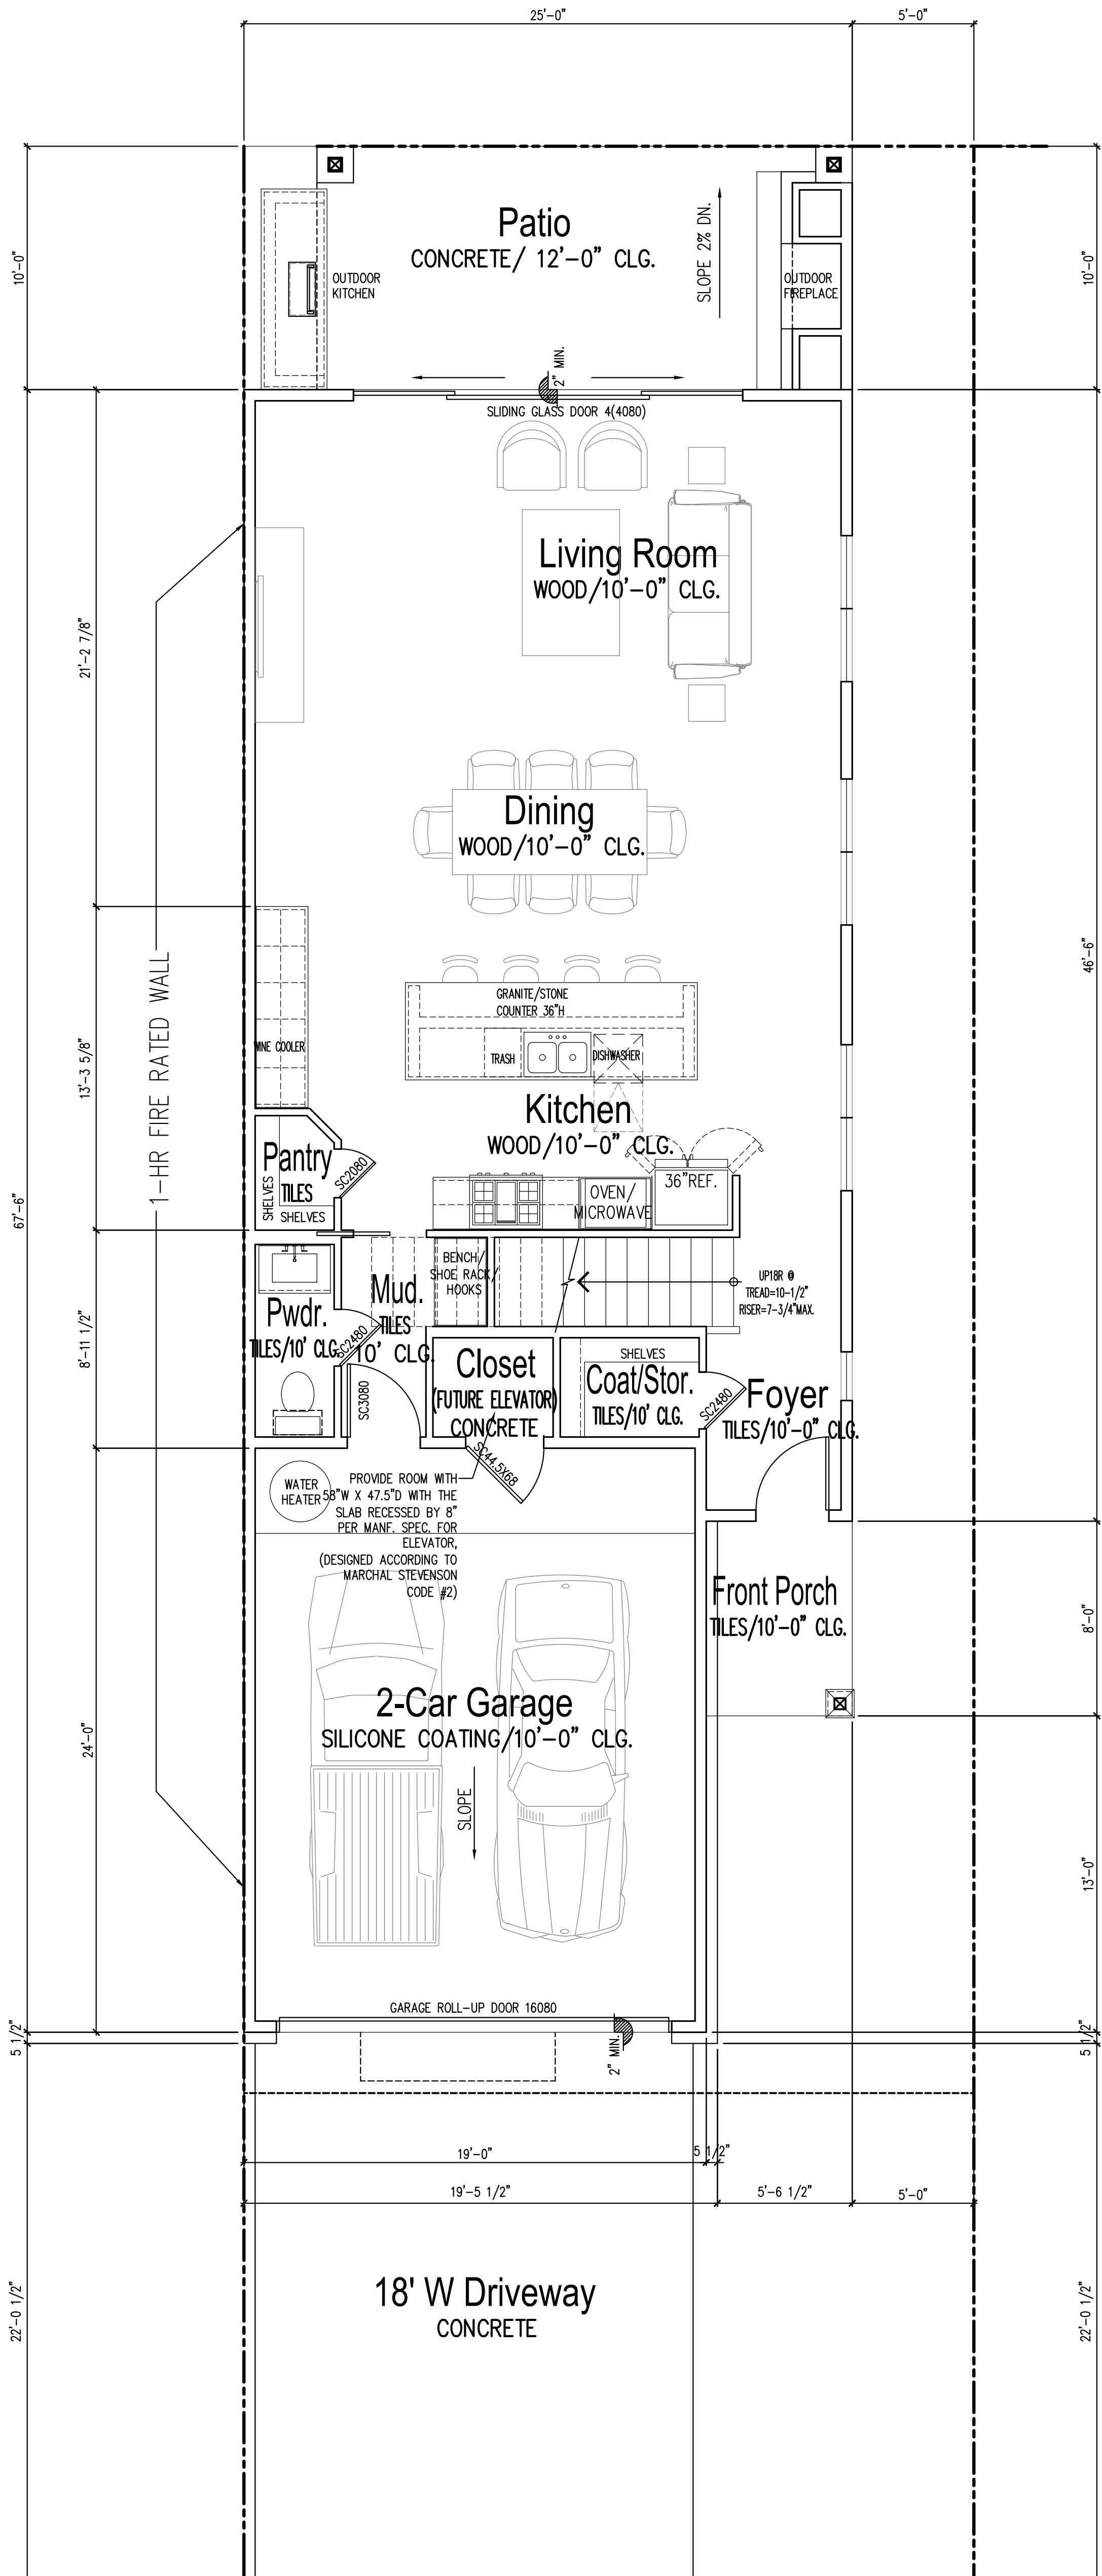 25'-0"
5'-0"
10'-0"
Patio
CONCRETE/ 12'-0" CLG.
SLOPE 2% DN.
OUTDOOR
KITCHEN
OUTDOOR
FIREPLACE
10'-0"
2" MIN.
SLIDING GLASS DOOR 4(4080)
Living Room
WOOD/10'-0" CLG.
21'-2 7/8"
Dining
WOOD/10'-0" CLG.
1-HR FIRE RATED WALL
46'-6"
GRANITE/STONE
COUNTER 36"H
WINE COOLER
TRASH
DISHWASHER
13'-3 5/8"
Kitchen
WOOD/10'-0" CLG.
Pantry
TILES
SHELVES
SHELVES
SC2080
36"REF.
OVEN/
MICROWAVE
67'-6"
BENCH/
SHOE RACK/
HOOKS
UP18R @
TREAD=10-1/2"
RISER=7-3/4"MAX.
Mud.
TILES
10' CLG.
Pwdr.
TILES/10' CLG.
SC2480
8'-11 1/2"
Closet
(FUTURE ELEVATOR)
CONCRETE
SHELVES
Coat/Stor.
TILES/10' CLG.
SC2480
Foyer
TILES/10'-0" CLG.
SC3080
SC44.5X68
WATER
HEATER
PROVIDE ROOM WITH
58"W X 47.5"D WITH THE
SLAB RECESSED BY 8"
PER MANF. SPEC. FOR
ELEVATOR,
(DESIGNED ACCORDING TO
MARCHAL STEVENSON
CODE #2)
Front Porch
TILES/10'-0" CLG.
8'-0"
2-Car Garage
SILICONE COATING/10'-0" CLG.
SLOPE
24'-0"
13'-0"
GARAGE ROLL-UP DOOR 16080
2" MIN.
5 1/2"
5 1/2"
19'-0"
5 1/2"
19'-5 1/2"
5'-6 1/2"
5'-0"
18' W Driveway
CONCRETE
22'-0 1/2"
22'-0 1/2"